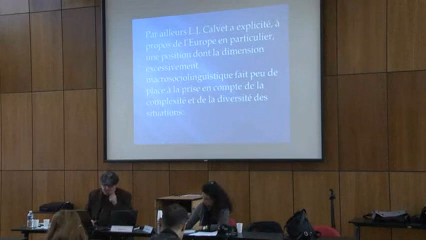 Par ailleurs L.J. Calvet a explicité, à
propos de l'Europe en particulier,
une position dont la dimension
excessivement
macrosociolinguistique fait peu de
place à la prise en compte de la
complexité et de la diversité des
situations.